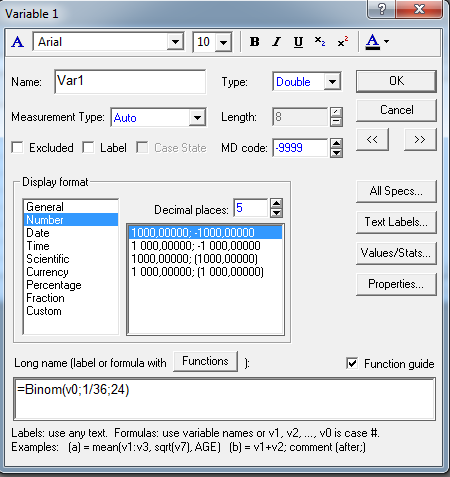 Variable 1
A Arial 10 B I U x₂ x² A
Name: Var1 Type: Double OK
Measurement Type: Auto Length: 8 Cancel
Excluded Label Case State MD code: -9999 << >>
Display format
General
Number
Date
Time
Scientific
Currency
Percentage
Fraction
Custom
Decimal places: 5
1000,00000; -1000,00000
1 000,00000; -1 000,00000
1000,00000; (1000,00000)
1 000,00000; (1 000,00000)
All Specs...
Text Labels...
Values/Stats...
Properties...
Long name (label or formula with Functions ): Function guide
=Binom(v0;1/36;24)
Labels: use any text. Formulas: use variable names or v1, v2, ..., v0 is case #.
Examples: (a) = mean(v1:v3, sqrt(v7), AGE) (b) = v1+v2; comment (after;)